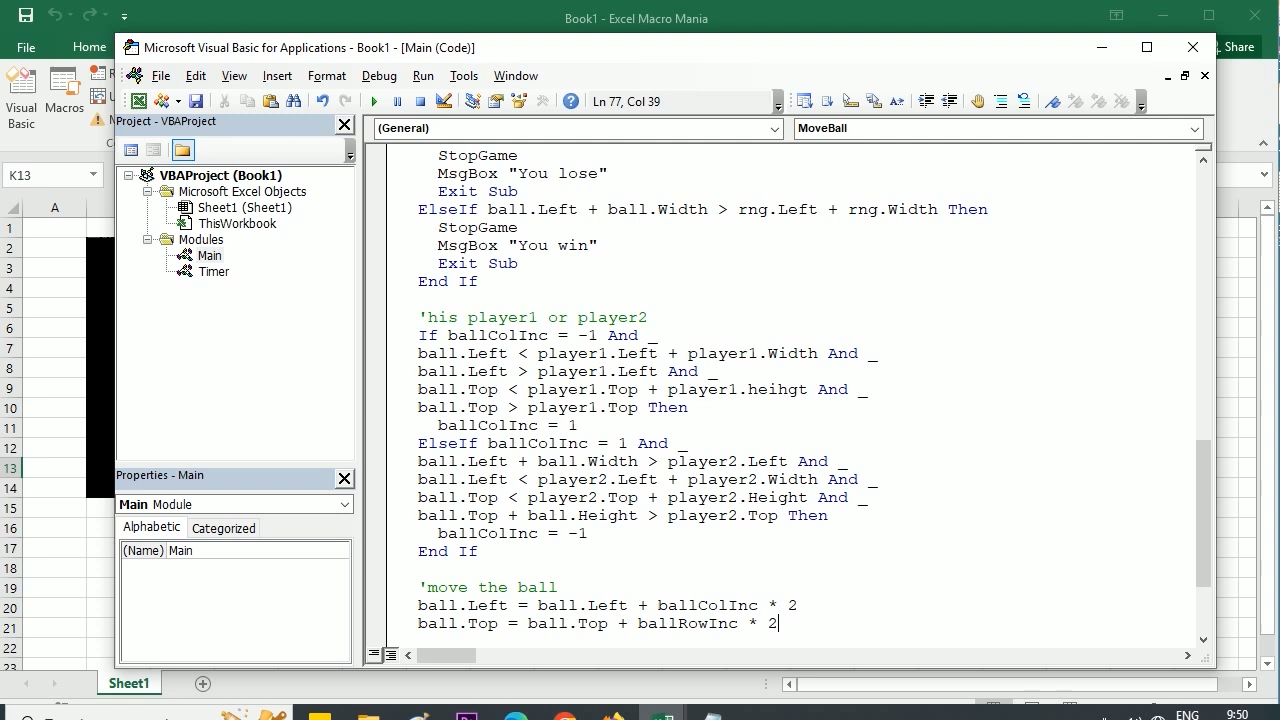 Book1 - Excel Macro Mania
File
Home
Share
Visual
Basic
Macros
K13
A
1
2
3
4
5
6
7
8
9
10
11
12
13
14
15
16
17
18
19
20
21
22
23
Microsoft Visual Basic for Applications - Book1 - [Main (Code)]
File Edit View Insert Format Debug Run Tools Window
Ln 77, Col 39
Project - VBAProject
VBAProject (Book1)
Microsoft Excel Objects
Sheet1 (Sheet1)
ThisWorkbook
Modules
Main
Timer
Properties - Main
Main Module
Alphabetic Categorized
(Name) Main
(General)
MoveBall
StopGame
MsgBox "You lose"
Exit Sub
ElseIf ball.Left + ball.Width > rng.Left + rng.Width Then
StopGame
MsgBox "You win"
Exit Sub
End If
'his player1 or player2
If ballColInc = -1 And _
ball.Left < player1.Left + player1.Width And _
ball.Left > player1.Left And _
ball.Top < player1.Top + player1.heihgt And _
ball.Top > player1.Top Then
ballColInc = 1
ElseIf ballColInc = 1 And _
ball.Left + ball.Width > player2.Left And _
ball.Left < player2.Left + player2.Width And _
ball.Top < player2.Top + player2.Height And _
ball.Top + ball.Height > player2.Top Then
ballColInc = -1
End If
'move the ball
ball.Left = ball.Left + ballColInc * 2
ball.Top = ball.Top + ballRowInc * 2
Sheet1
ENG
9:50